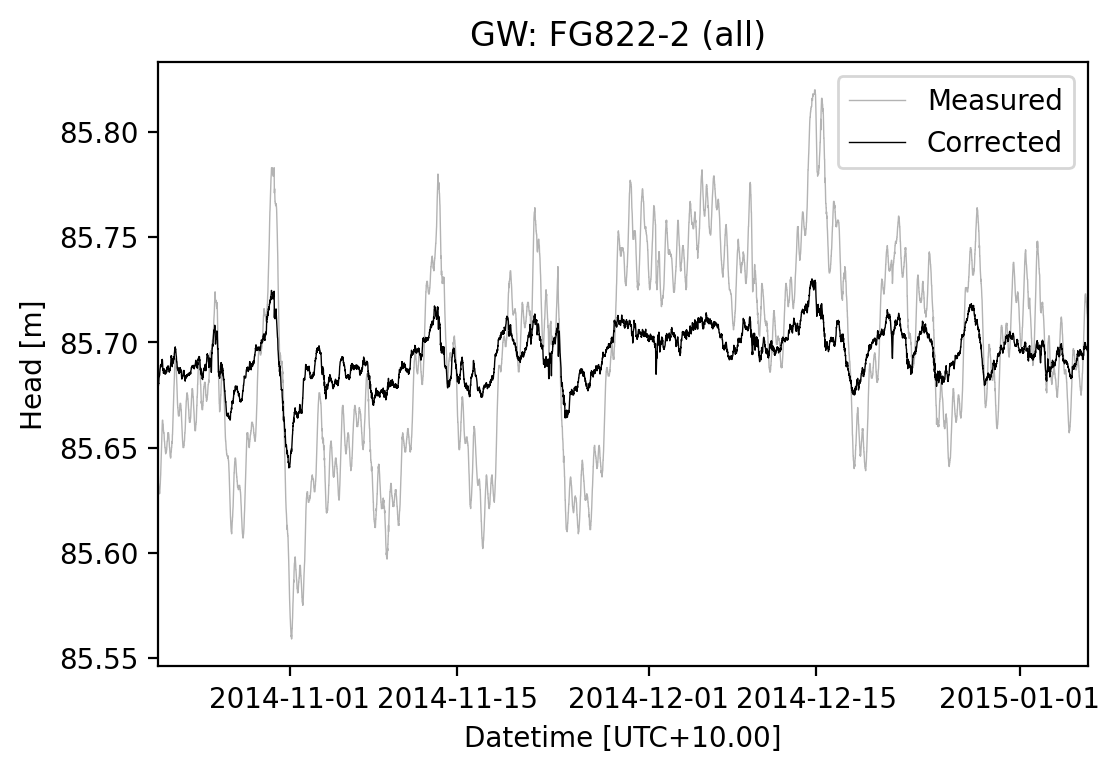 GW: FG822-2 (all)
Measured
Corrected
85.80
85.75
85.70
85.65
85.60
85.55
Head [m]
2014-11-01 2014-11-15 2014-12-01 2014-12-15 2015-01-01
Datetime [UTC+10.00]